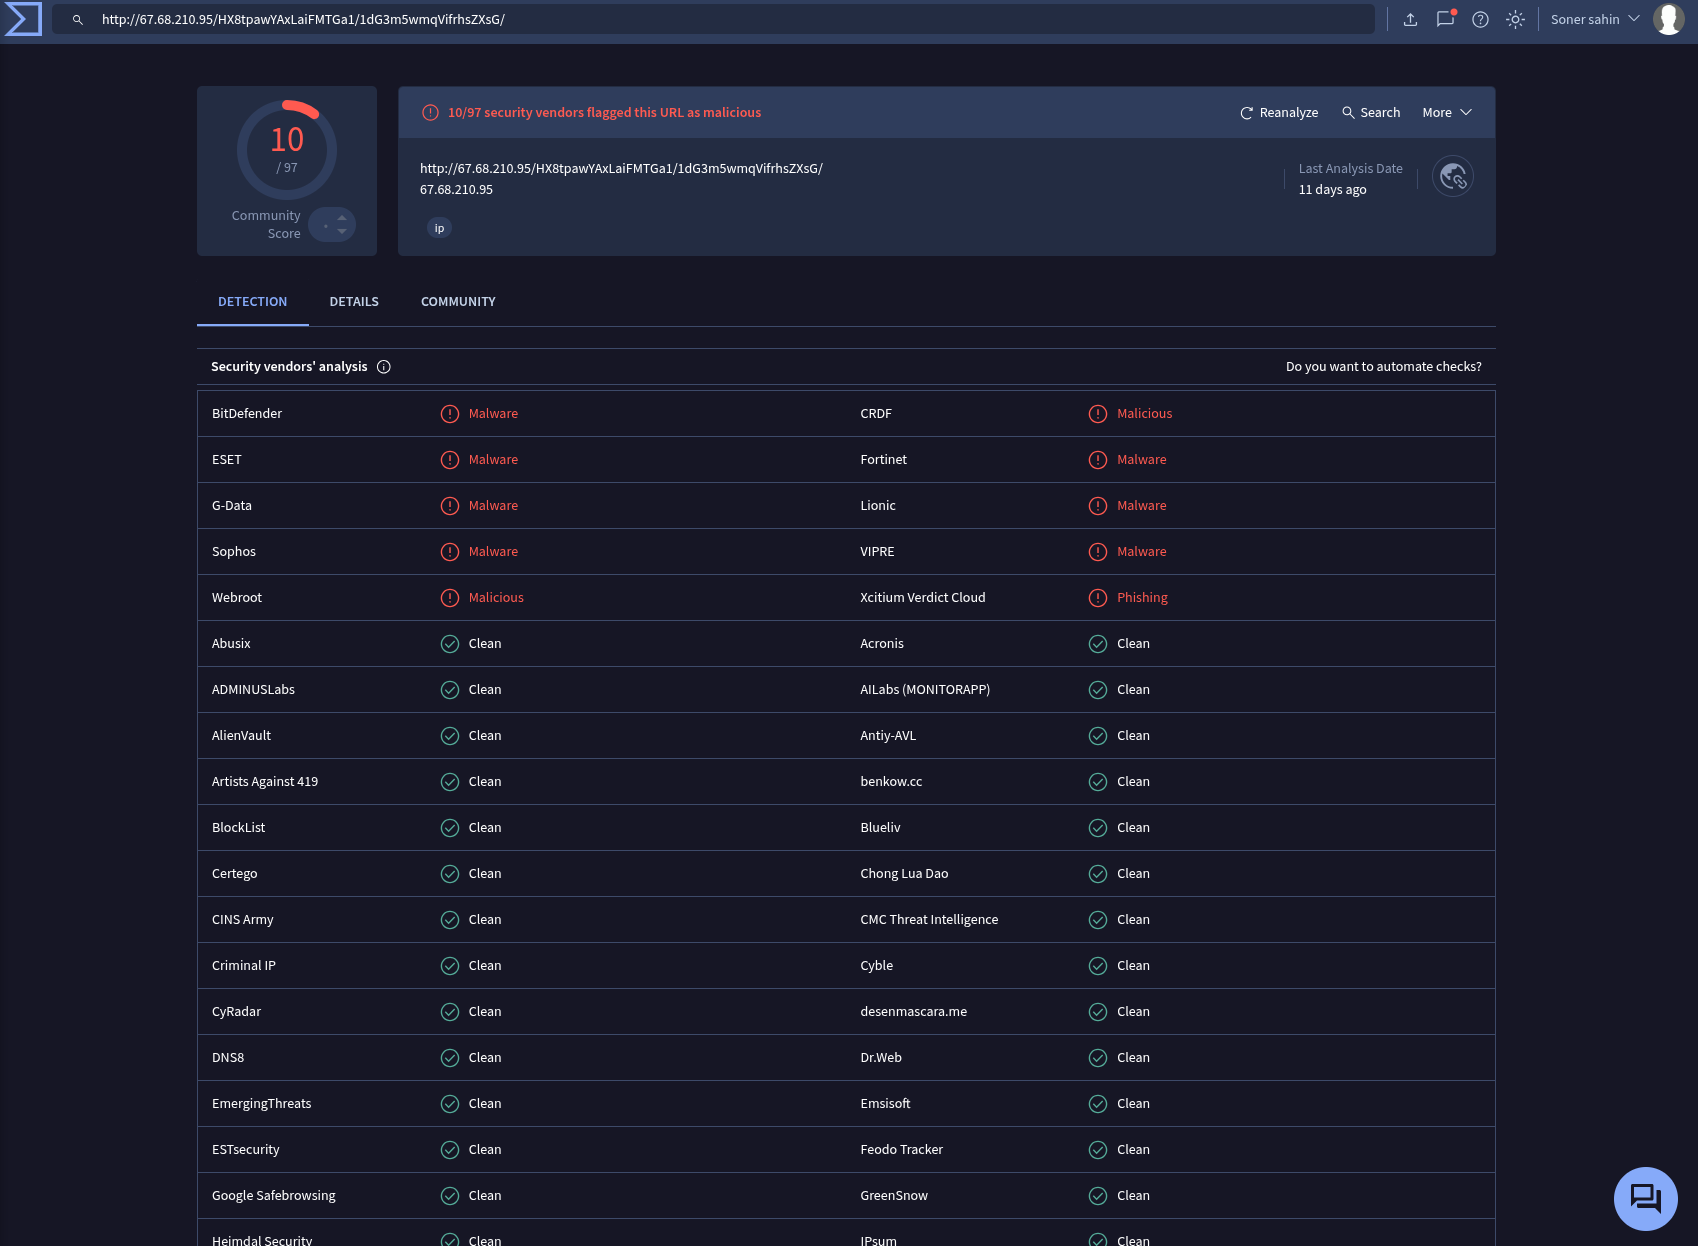 http://67.68.210.95/HX8tpawYAxLaiFMTGa1/1dG3m5wmqVifrhsZXsG/
Soner sahin
10
/ 97
Community
Score
10/97 security vendors flagged this URL as malicious
Reanalyze
Search
More
http://67.68.210.95/HX8tpawYAxLaiFMTGa1/1dG3m5wmqVifrhsZXsG/
67.68.210.95
ip
Last Analysis Date
11 days ago
DETECTION
DETAILS
COMMUNITY
Security vendors' analysis
Do you want to automate checks?
BitDefender Malware CRDF Malicious
ESET Malware Fortinet Malware
G-Data Malware Lionic Malware
Sophos Malware VIPRE Malware
Webroot Malicious Xcitium Verdict Cloud Phishing
Abusix Clean Acronis Clean
ADMINUSLabs Clean AILabs (MONITORAPP) Clean
AlienVault Clean Antiy-AVL Clean
Artists Against 419 Clean benkow.cc Clean
BlockList Clean Blueliv Clean
Certego Clean Chong Lua Dao Clean
CINS Army Clean CMC Threat Intelligence Clean
Criminal IP Clean Cyble Clean
CyRadar Clean desenmascara.me Clean
DNS8 Clean Dr.Web Clean
EmergingThreats Clean Emsisoft Clean
ESTsecurity Clean Feodo Tracker Clean
Google Safebrowsing Clean GreenSnow Clean
Heimdal Security Clean IPsum Clean